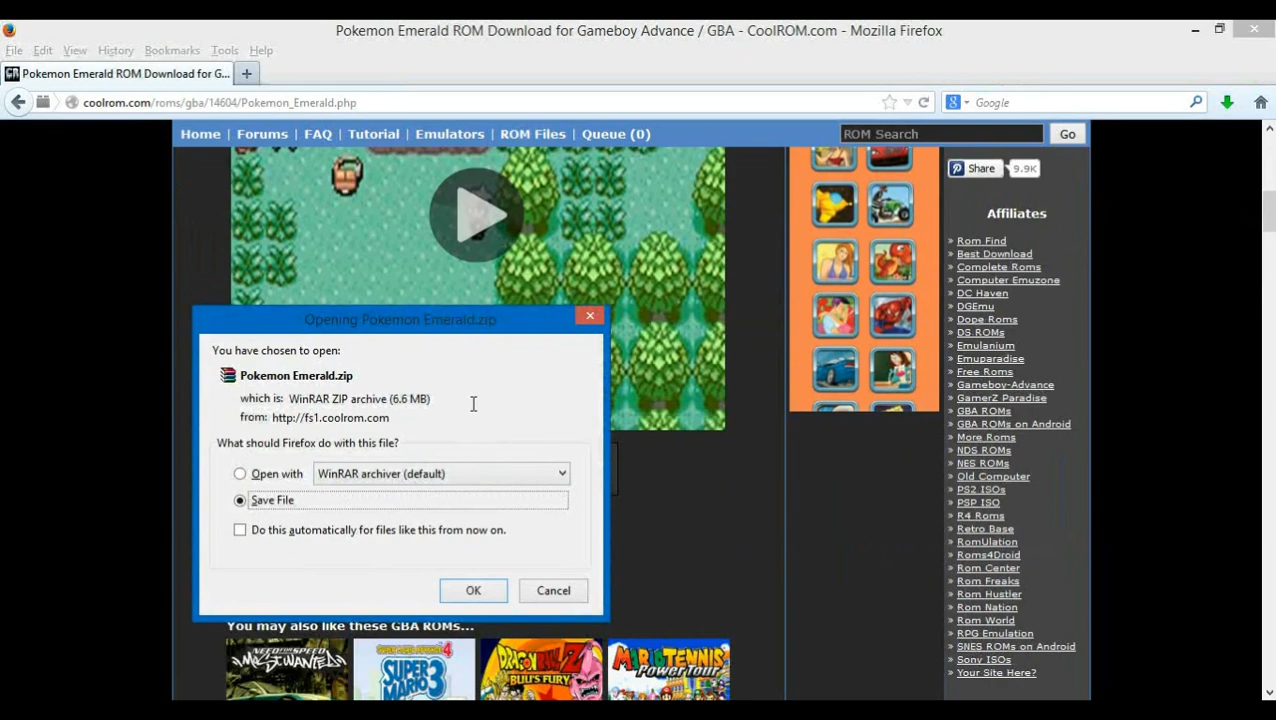 Pokemon Emerald ROM Download for Gameboy Advance / GBA - CoolROM.com - Mozilla Firefox
File Edit View History Bookmarks Tools Help
Pokemon Emerald ROM Download for G... +
coolrom.com/roms/gba/14604/Pokemon_Emerald.php
Google
Home | Forums | FAQ | Tutorial | Emulators | ROM Files | Queue (0)
ROM Search Go
Share 9.9K
Affiliates
» Rom Find
» Best Download
» Complete Roms
» Computer Emuzone
» DC Haven
» DGEmu
» Dope Roms
» DS ROMs
» Emulanium
» Emuparadise
» Free Roms
» Gameboy-Advance
» GamerZ Paradise
» GBA ROMs
» GBA ROMs on Android
» More Roms
» NDS ROMs
» NES ROMs
» Old Computer
» PS2 ISOs
» PSP ISO
» R4 Roms
» Retro Base
» RomUlation
» Roms4Droid
» Rom Center
» Rom Freaks
» Rom Hustler
» Rom Nation
» Rom World
» RPG Emulation
» SNES ROMs on Android
» Sony ISOs
» Your Site Here?
Opening Pokemon Emerald.zip
You have chosen to open:
Pokemon Emerald.zip
which is: WinRAR ZIP archive (6.6 MB)
from: http://fs1.coolrom.com
What should Firefox do with this file?
Open with WinRAR archiver (default)
Save File
Do this automatically for files like this from now on.
OK Cancel
You may also like these GBA ROMs...
NEED FOR SPEED
MOST WANTED
SUPER MARIO ADVANCE 4
SUPER
MARIO 3
DRAGON BALL Z
BUU'S FURY
MARIO TENNIS
POWER TOUR